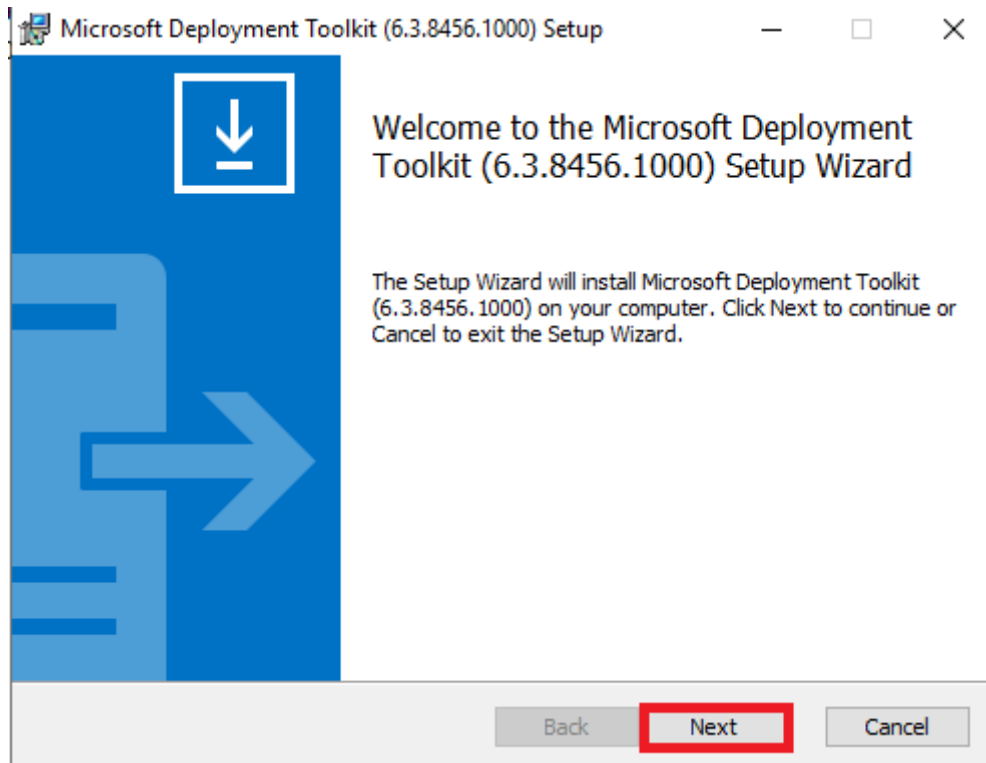 Microsoft Deployment Toolkit (6.3.8456.1000) Setup
Welcome to the Microsoft Deployment
Toolkit (6.3.8456.1000) Setup Wizard
The Setup Wizard will install Microsoft Deployment Toolkit
(6.3.8456.1000) on your computer. Click Next to continue or
Cancel to exit the Setup Wizard.
Back Next Cancel